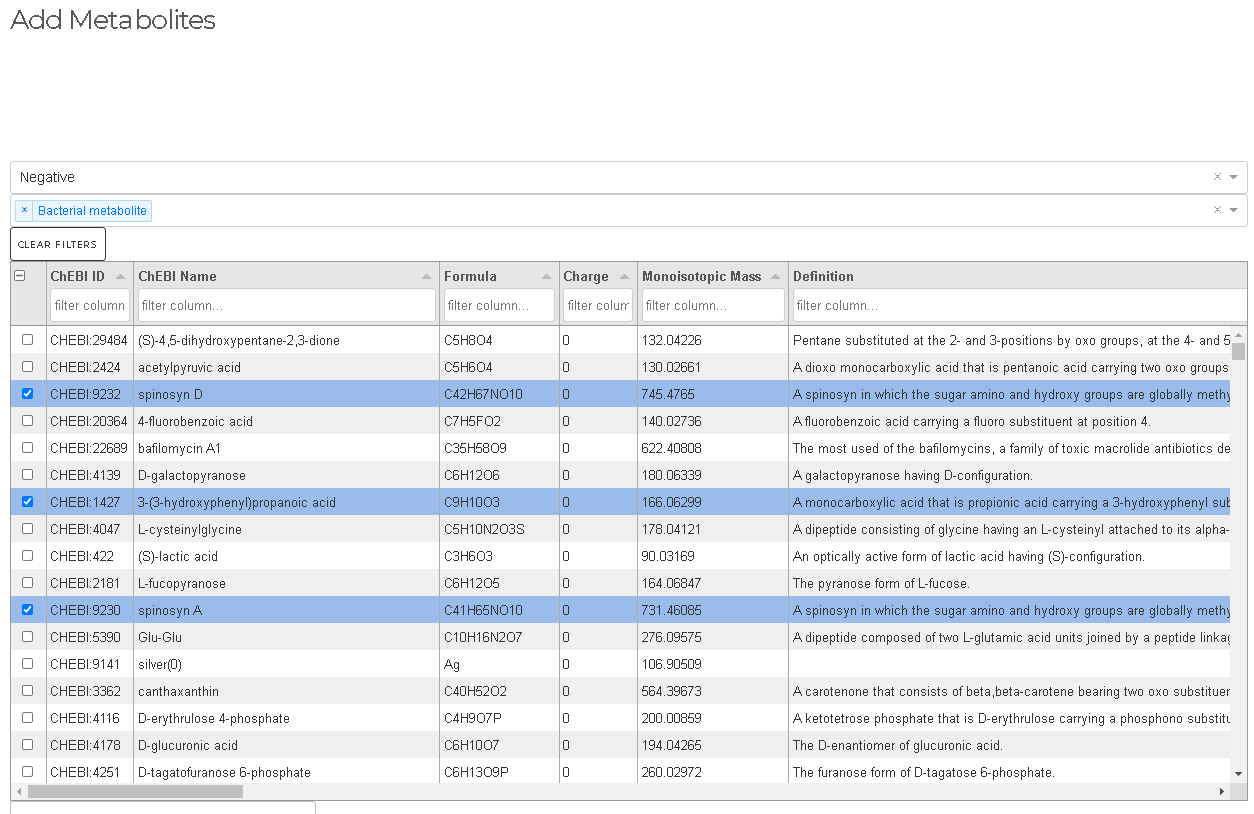 Add Metabolites
Negative
× Bacterial metabolite
CLEAR FILTERS
ChEBI ID ChEBI Name Formula Charge Monoisotopic Mass Definition
filter column filter column... filter column... filter colum filter column... filter column...
CHEBI:29484 (S)-4,5-dihydroxypentane-2,3-dione C5H8O4 0 132.04226 Pentane substituted at the 2- and 3-positions by oxo groups, at the 4- and 5
CHEBI:2424 acetylpyruvic acid C5H6O4 0 130.02661 A dioxo monocarboxylic acid that is pentanoic acid carrying two oxo groups
CHEBI:9232 spinosyn D C42H67NO10 0 745.4765 A spinosyn in which the sugar amino and hydroxy groups are globally methy
CHEBI:20364 4-fluorobenzoic acid C7H5FO2 0 140.02736 A fluorobenzoic acid carrying a fluoro substituent at position 4.
CHEBI:22689 bafilomycin A1 C35H58O9 0 622.40808 The most used of the bafilomycins, a family of toxic macrolide antibiotics de
CHEBI:4139 D-galactopyranose C6H12O6 0 180.06339 A galactopyranose having D-configuration.
CHEBI:1427 3-(3-hydroxyphenyl)propanoic acid C9H10O3 0 166.06299 A monocarboxylic acid that is propionic acid carrying a 3-hydroxyphenyl sub
CHEBI:4047 L-cysteinylglycine C5H10N2O3S 0 178.04121 A dipeptide consisting of glycine having an L-cysteinyl attached to its alpha-
CHEBI:422 (S)-lactic acid C3H6O3 0 90.03169 An optically active form of lactic acid having (S)-configuration.
CHEBI:2181 L-fucopyranose C6H12O5 0 164.06847 The pyranose form of L-fucose.
CHEBI:9230 spinosyn A C41H65NO10 0 731.46085 A spinosyn in which the sugar amino and hydroxy groups are globally methy
CHEBI:5390 Glu-Glu C10H16N2O7 0 276.09575 A dipeptide composed of two L-glutamic acid units joined by a peptide linkag
CHEBI:9141 silver(0) Ag 0 106.90509
CHEBI:3362 canthaxanthin C40H52O2 0 564.39673 A carotenone that consists of beta,beta-carotene bearing two oxo substituen
CHEBI:4116 D-erythrulose 4-phosphate C4H9O7P 0 200.00859 A ketotetrose phosphate that is D-erythrulose carrying a phosphono substitu
CHEBI:4178 D-glucuronic acid C6H10O7 0 194.04265 The D-enantiomer of glucuronic acid.
CHEBI:4251 D-tagatofuranose 6-phosphate C6H13O9P 0 260.02972 The furanose form of D-tagatose 6-phosphate.